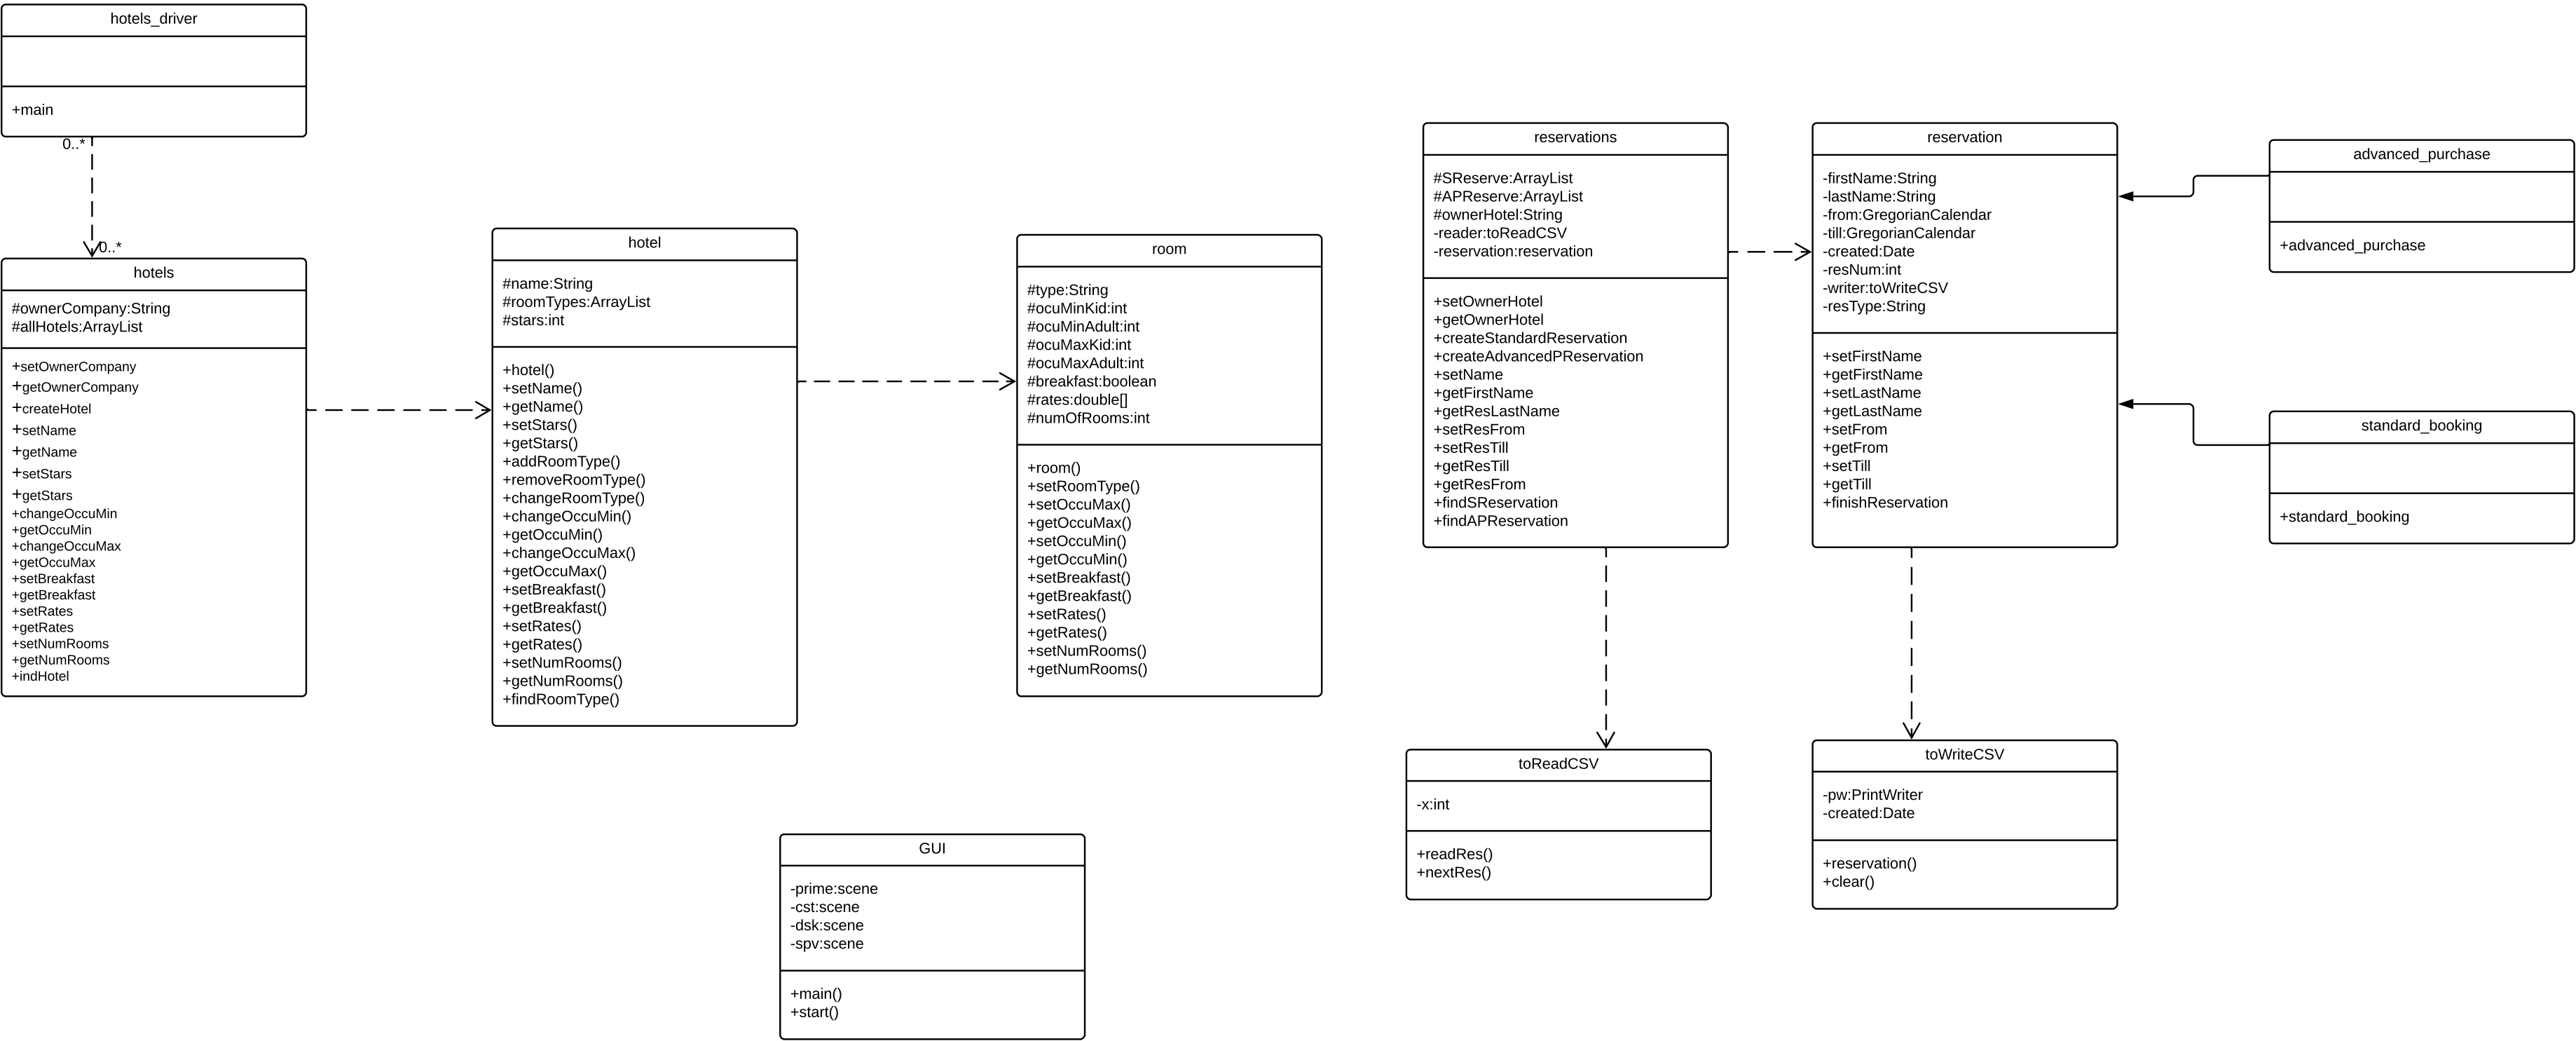 hotels_driver
+main
0..*
0..*
hotels
#ownerCompany:String
#allHotels:ArrayList
+setOwnerCompany
+getOwnerCompany
+createHotel
+setName
+getName
+setStars
+getStars
+changeOccuMin
+getOccuMin
+changeOccuMax
+getOccuMax
+setBreakfast
+getBreakfast
+setRates
+getRates
+setNumRooms
+getNumRooms
+indHotel
hotel
#name:String
#roomTypes:ArrayList
#stars:int
+hotel()
+setName()
+getName()
+setStars()
+getStars()
+addRoomType()
+removeRoomType()
+changeRoomType()
+changeOccuMin()
+getOccuMin()
+changeOccuMax()
+getOccuMax()
+setBreakfast()
+getBreakfast()
+setRates()
+getRates()
+setNumRooms()
+getNumRooms()
+findRoomType()
room
#type:String
#ocuMinKid:int
#ocuMinAdult:int
#ocuMaxKid:int
#ocuMaxAdult:int
#breakfast:boolean
#rates:double[]
#numOfRooms:int
+room()
+setRoomType()
+setOccuMax()
+getOccuMax()
+setOccuMin()
+getOccuMin()
+setBreakfast()
+getBreakfast()
+setRates()
+getRates()
+setNumRooms()
+getNumRooms()
reservations
#SReserve:ArrayList
#APReserve:ArrayList
#ownerHotel:String
-reader:toReadCSV
-reservation:reservation
+setOwnerHotel
+getOwnerHotel
+createStandardReservation
+createAdvancedPReservation
+setName
+getFirstName
+getResLastName
+setResFrom
+setResTill
+getResTill
+getResFrom
+findSReservation
+findAPReservation
reservation
-firstName:String
-lastName:String
-from:GregorianCalendar
-till:GregorianCalendar
-created:Date
-resNum:int
-writer:toWriteCSV
-resType:String
+setFirstName
+getFirstName
+setLastName
+getLastName
+setFrom
+getFrom
+setTill
+getTill
+finishReservation
advanced_purchase
+advanced_purchase
standard_booking
+standard_booking
toReadCSV
-x:int
+readRes()
+nextRes()
toWriteCSV
-pw:PrintWriter
-created:Date
+reservation()
+clear()
GUI
-prime:scene
-cst:scene
-dsk:scene
-spv:scene
+main()
+start()